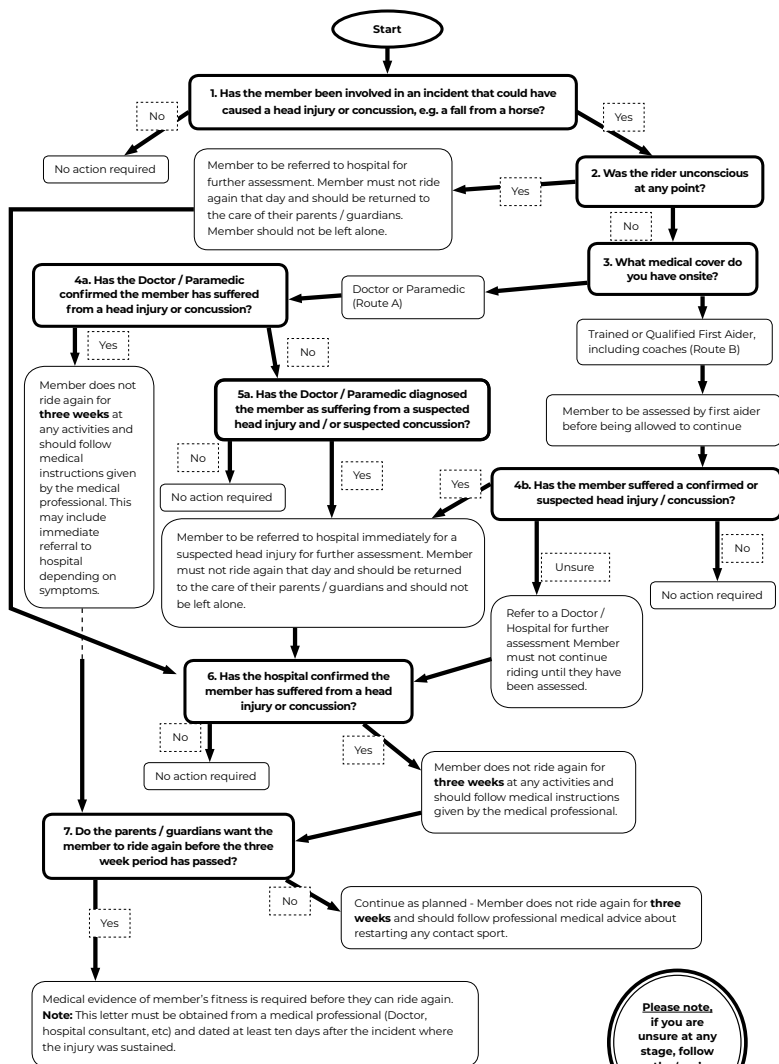 Start
1. Has the member been involved in an incident that could have
caused a head injury or concussion, e.g. a fall from a horse?
No
Yes
No action required
Member to be referred to hospital for
further assessment. Member must not ride
again that day and should be returned to
the care of their parents / guardians.
Member should not be left alone.
Yes
2. Was the rider unconscious
at any point?
No
3. What medical cover do
you have onsite?
4a. Has the Doctor / Paramedic
confirmed the member has suffered
from a head injury or concussion?
Doctor or Paramedic
(Route A)
Trained or Qualified First Aider,
including coaches (Route B)
Yes
No
Member does not
ride again for
three weeks at
any activities and
should follow
medical
instructions given
by the medical
professional. This
may include
immediate
referral to
hospital
depending on
symptoms.
5a. Has the Doctor / Paramedic diagnosed
the member as suffering from a suspected
head injury and / or suspected concussion?
Member to be assessed by first aider
before being allowed to continue
No
Yes
Yes
No action required
4b. Has the member suffered a confirmed or
suspected head injury / concussion?
Member to be referred to hospital immediately for a
suspected head injury for further assessment. Member
must not ride again that day and should be returned
to the care of their parents / guardians and should not
be left alone.
Unsure
No
No action required
Refer to a Doctor /
Hospital for further
assessment Member
must not continue
riding until they have
been assessed.
6. Has the hospital confirmed the
member has suffered from a head
injury or concussion?
No
Yes
No action required
Member does not ride again for
three weeks at any activities and
should follow medical instructions
given by the medical professional.
7. Do the parents / guardians want the
member to ride again before the three
week period has passed?
Yes
No
Continue as planned - Member does not ride again for three
weeks and should follow professional medical advice about
restarting any contact sport.
Medical evidence of member's fitness is required before they can ride again.
Note: This letter must be obtained from a medical professional (Doctor,
hospital consultant, etc) and dated at least ten days after the incident where
the injury was sustained.
Please note,
if you are
unsure at any
stage, follow